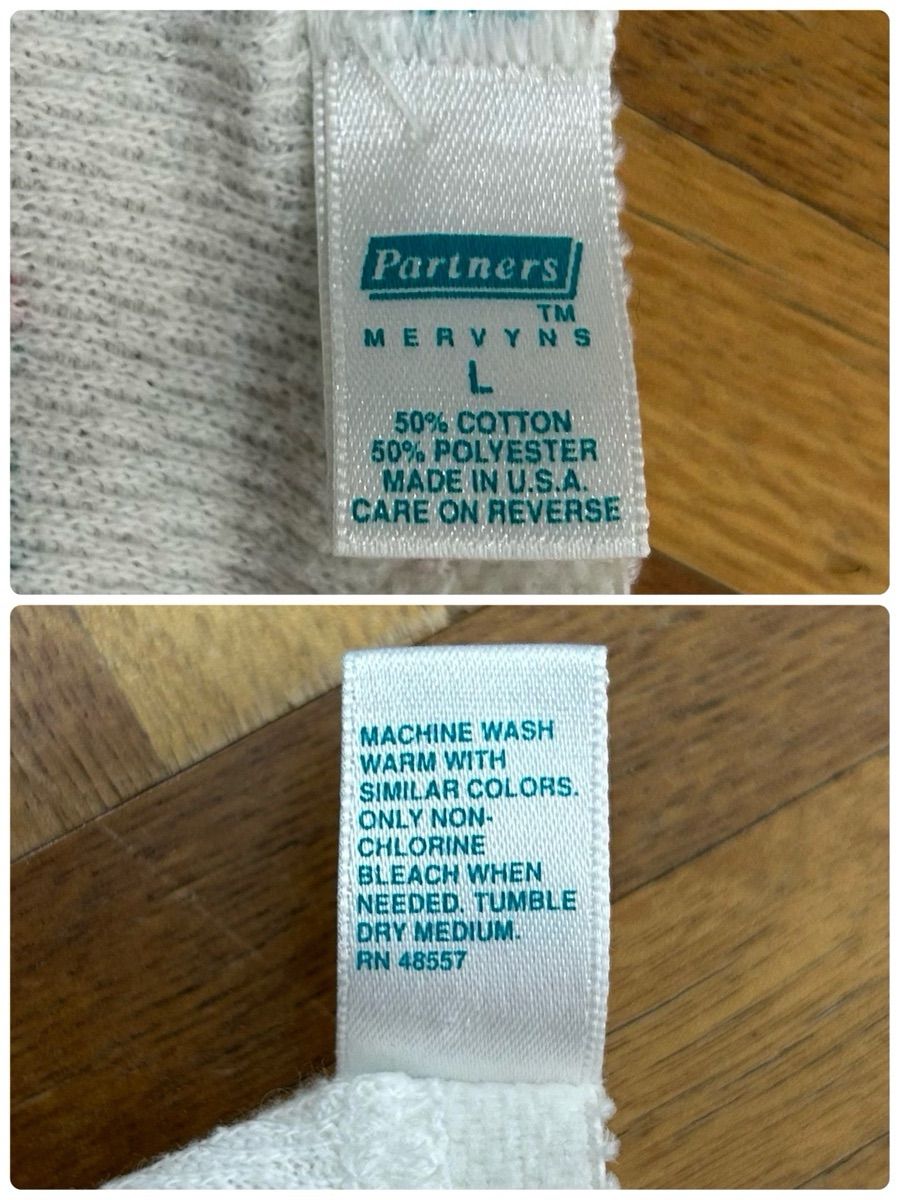 Partners
TM
MERVYNS
L
50% COTTON
50% POLYESTER
MADE IN U.S.A.
CARE ON REVERSE
MACHINE WASH
WARM WITH
SIMILAR COLORS.
ONLY NON-
CHLORINE
BLEACH WHEN
NEEDED. TUMBLE
DRY MEDIUM.
RN 48557